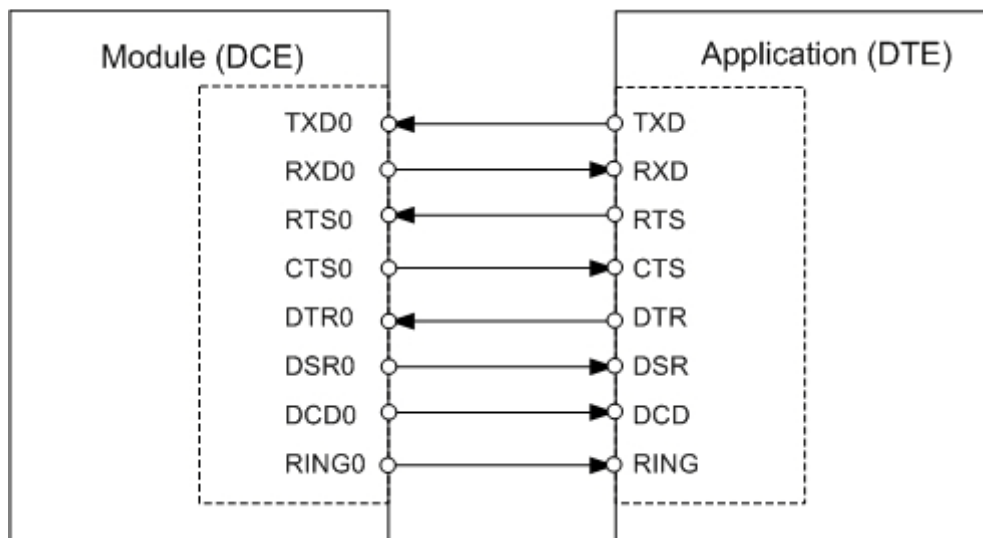 Module (DCE) Application (DTE)
TXD0 TXD
RXD0 RXD
RTS0 RTS
CTS0 CTS
DTR0 DTR
DSR0 DSR
DCD0 DCD
RING0 RING